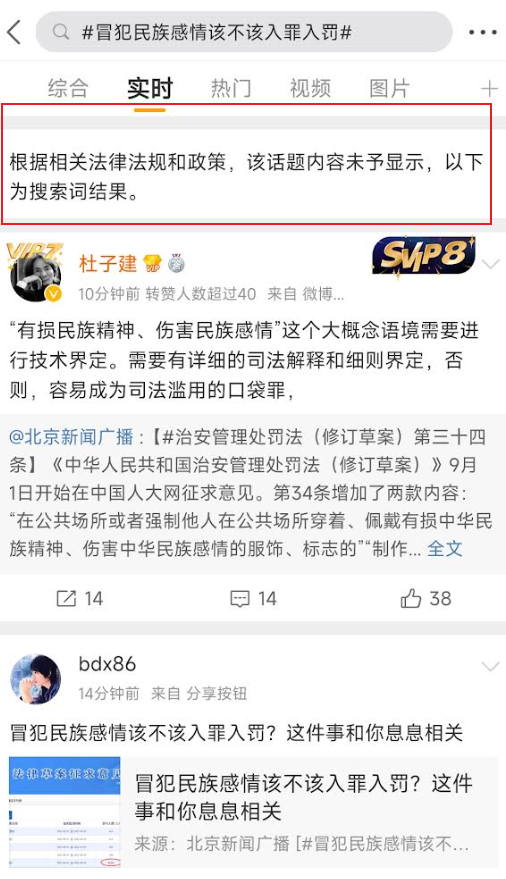 #冒犯民族感情该不该入罪入罚#
综合 实时 热门 视频 图片
根据相关法律法规和政策，该话题内容未予显示，以下
为搜索词结果。
VIP7
杜子建
SVIP8
10分钟前 转赞人数超过40 来自 微博...
“有损民族精神、伤害民族感情”这个大概念语境需要进
行技术界定。需要有详细的司法解释和细则界定，否
则，容易成为司法滥用的口袋罪，
@北京新闻广播：【#治安管理处罚法（修订草案）第三十四
条】《中华人民共和国治安管理处罚法（修订草案）》9月
1日开始在中国人大网征求意见。第34条增加了两款内容：
“在公共场所或者强制他人在公共场所穿着、佩戴有损中华民
族精神、伤害中华民族感情的服饰、标志的”“制作... 全文
14 14 38
bdx86
14分钟前 来自 分享按钮
冒犯民族感情该不该入罪入罚？这件事和你息息相关
法律草案征求意见
冒犯民族感情该不该入罪入罚？这件
事和你息息相关
来源：北京新闻广播 [#冒犯民族感情该不...